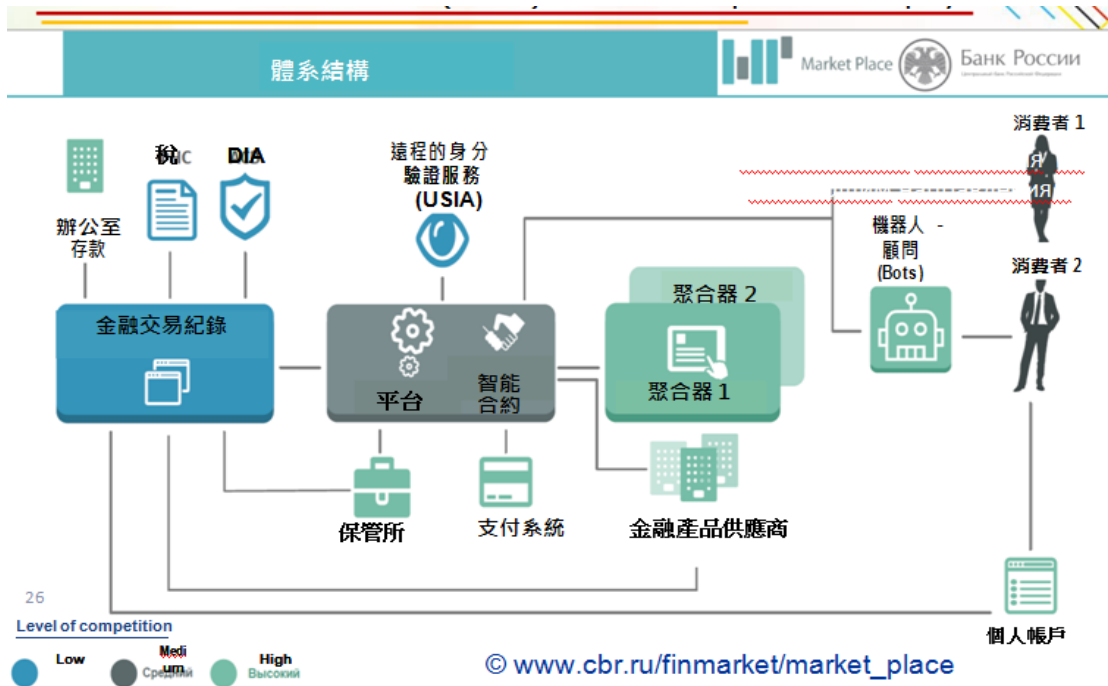 體系結構
Market Place
Банк России
消費者 1
稅
DIA
遠程的身分
驗證服務
(USIA)
辦公室
存款
機器人 -
顧問
(Bots)
消費者 2
金融交易紀錄
平台
智能
合約
聚合器 2
聚合器 1
保管所
支付系統
金融產品供應商
個人帳戶
26
Level of competition
Low
Medi
um
High
Высокий
© www.cbr.ru/finmarket/market_place